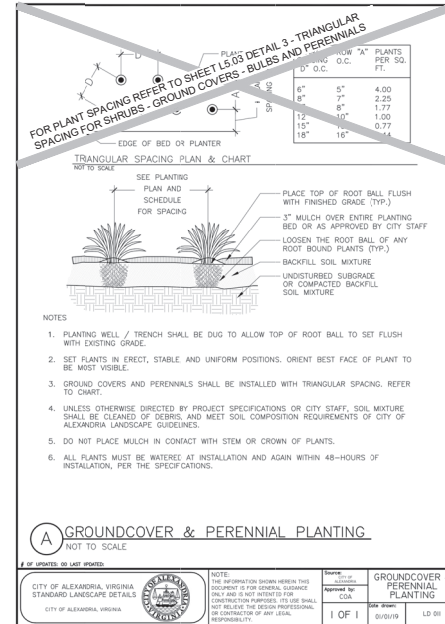 FOR PLANT SPACING REFER TO SHEET L5.03 DETAIL 3 - TRIANGULAR
SPACING FOR SHRUBS - GROUND COVERS - BULBS AND PERENNIALS
ROW "A" PLANTS
O.C. PER SQ.
"D" O.C. FT.
6" 5" 4.00
8" 7" 2.25
8" 1.77
12" 1.00
15" 0.77
18" 16"
EDGE OF BED OR PLANTER
TRIANGULAR SPACING PLAN & CHART
NOT TO SCALE
SEE PLANTING
PLAN AND
SCHEDULE
FOR SPACING
PLACE TOP OF ROOT BALL FLUSH
WITH FINISHED GRADE (TYP.)
3" MULCH OVER ENTIRE PLANTING
BED OR AS APPROVED BY CITY STAFF
LOOSEN THE ROOT BALL OF ANY
ROOT BOUND PLANTS (TYP.)
BACKFILL SOIL MIXTURE
UNDISTURBED SUBGRADE
OR COMPACTED BACKFILL
SOIL MIXTURE
NOTES
1. PLANTING WELL / TRENCH SHALL BE DUG TO ALLOW TOP OF ROOT BALL TO SET FLUSH
WITH EXISTING GRADE.
2. SET PLANTS IN ERECT, STABLE AND UNIFORM POSITIONS. ORIENT BEST FACE OF PLANT TO
BE MOST VISIBLE.
3. GROUND COVERS AND PERENNIALS SHALL BE INSTALLED WITH TRIANGULAR SPACING. REFER
TO CHART.
4. UNLESS OTHERWISE DIRECTED BY PROJECT SPECIFICATIONS OR CITY STAFF, SOIL MIXTURE
SHALL BE CLEANED OF DEBRIS, AND MEET SOIL COMPOSITION REQUIREMENTS OF CITY OF
ALEXANDRIA LANDSCAPE GUIDELINES.
5. DO NOT PLACE MULCH IN CONTACT WITH STEM OR CROWN OF PLANTS.
6. ALL PLANTS MUST BE WATERED AT INSTALLATION AND AGAIN WITHIN 48-HOURS OF
INSTALLATION, PER THE SPECIFICATIONS.
A GROUNDCOVER & PERENNIAL PLANTING
NOT TO SCALE
# OF UPDATES: 00 LAST UPDATED:
CITY OF ALEXANDRIA, VIRGINIA
STANDARD LANDSCAPE DETAILS
CITY OF ALEXANDRIA, VIRGINIA
CITY OF ALEXANDRIA
VIRGINIA
NOTE:
THE INFORMATION SHOWN HEREIN THIS
DOCUMENT IS FOR GENERAL GUIDANCE
ONLY AND IS NOT INTENDED FOR
CONSTRUCTION PURPOSES. ITS USE SHALL
NOT RELIEVE THE DESIGN PROFESSIONAL
OR CONTRACTOR OF ANY LEGAL
RESPONSIBILITY.
Source:
CITY OF
ALEXANDRIA
Approved by:
COA
1 OF 1
GROUNDCOVER
PERENNIAL
PLANTING
Date drawn:
01/01/19
LD 011